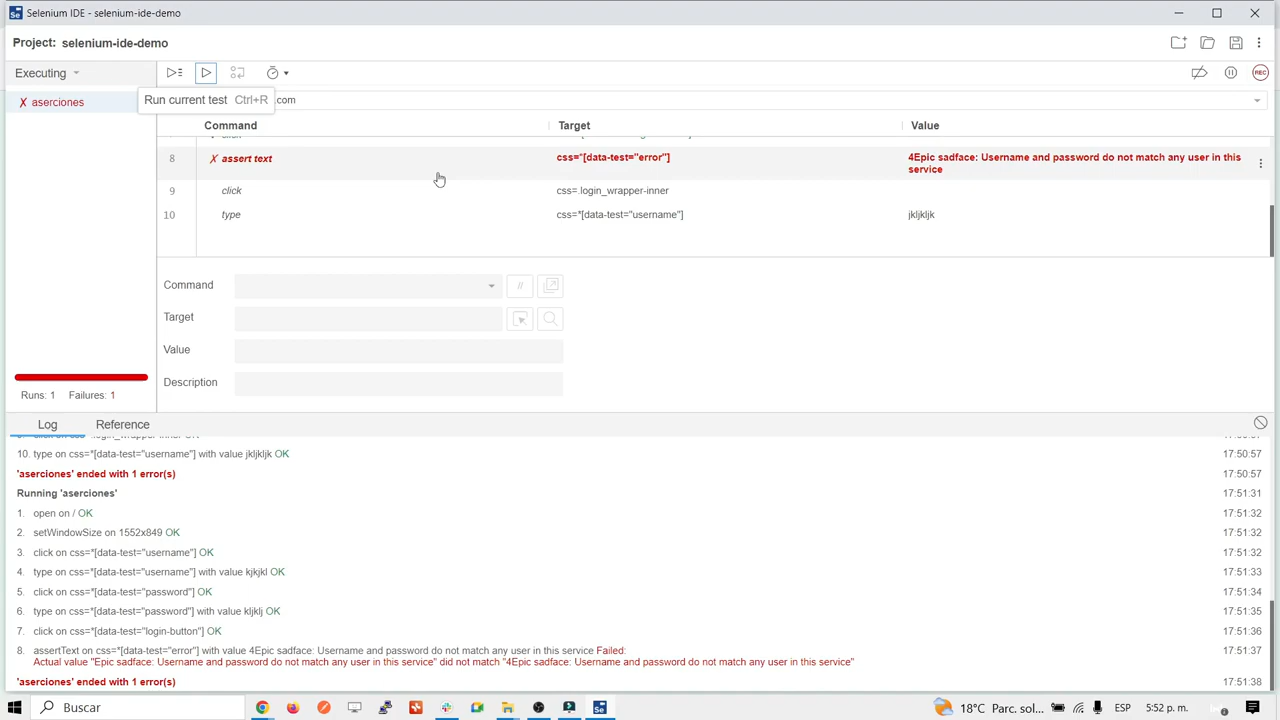 Selenium IDE - selenium-ide-demo
Project: selenium-ide-demo
Executing
✗ aserciones
Run current test Ctrl+R
.com
Command Target Value
click
8 ✗ assert text css=*[data-test="error"] 4Epic sadface: Username and password do not match any user in this
service
9 click css=.login_wrapper-inner
10 type css=*[data-test="username"] jkljkljk
Command
//
Target
Value
Description
Runs: 1 Failures: 1
Log Reference
10. type on css=*[data-test="username"] with value jkljkljk OK 17:50:57
'aserciones' ended with 1 error(s) 17:50:57
Running 'aserciones' 17:51:31
1. open on / OK 17:51:32
2. setWindowSize on 1552x849 OK 17:51:32
3. click on css=*[data-test="username"] OK 17:51:32
4. type on css=*[data-test="username"] with value kjkjkl OK 17:51:33
5. click on css=*[data-test="password"] OK 17:51:34
6. type on css=*[data-test="password"] with value kljklj OK 17:51:35
7. click on css=*[data-test="login-button"] OK 17:51:36
8. assertText on css=*[data-test="error"] with value 4Epic sadface: Username and password do not match any user in this service Failed: 17:51:37
Actual value "Epic sadface: Username and password do not match any user in this service" did not match "4Epic sadface: Username and password do not match any user in this service"
'aserciones' ended with 1 error(s) 17:51:38
Buscar
18°C Parc. sol... ESP 5:52 p. m.